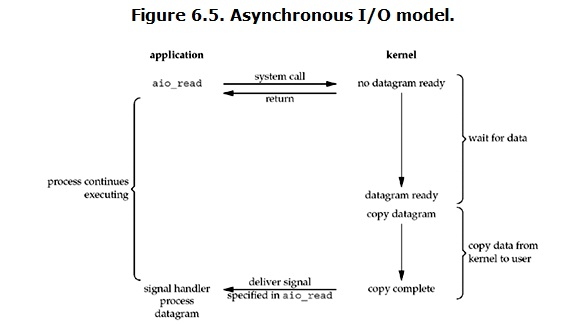 Figure 6.5. Asynchronous I/O model.
application
kernel
aio_read
system call
no datagram ready
return
wait for data
process continues
executing
datagram ready
copy datagram
copy data from
kernel to user
deliver signal
signal handler
specified in aio_read
copy complete
process
datagram